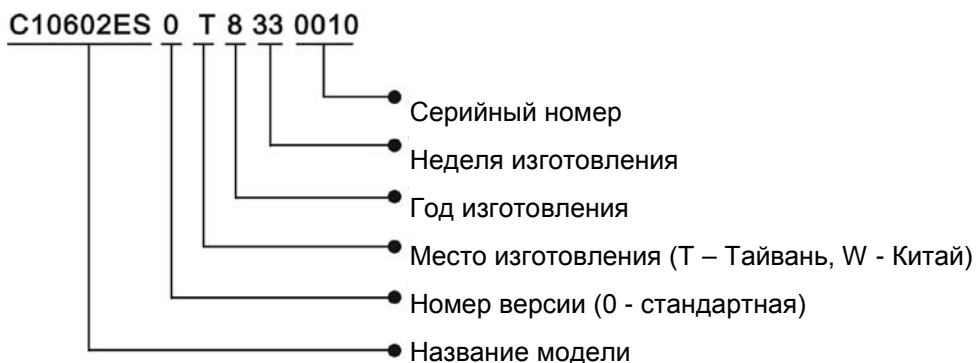 C10602ES 0 T 8 33 0010
Серийный номер
Неделя изготовления
Год изготовления
Место изготовления (T – Тайвань, W - Китай)
Номер версии (0 - стандартная)
Название модели